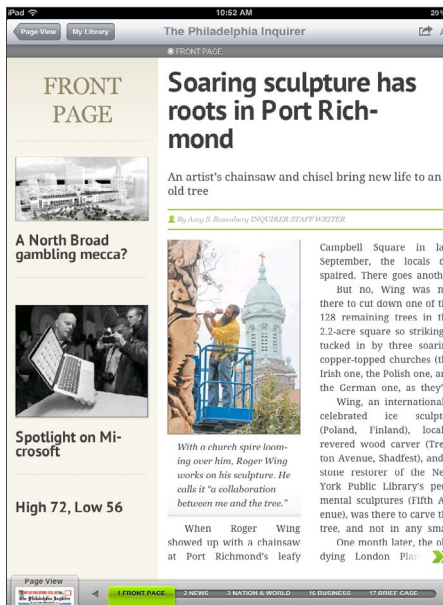 iPad
10:52 AM
29%
Page View
My Library
The Philadelphia Inquirer
FRONT PAGE
FRONT
PAGE
A North Broad
gambling mecca?
Spotlight on Mi-
crosoft
High 72, Low 56
Soaring sculpture has
roots in Port Rich-
mond
An artist's chainsaw and chisel bring new life to an
old tree
By Amy S. Rosenberg INQUIRER STAFF WRITER
With a church spire loom-
ing over him, Roger Wing
works on his sculpture. He
calls it "a collaboration
between me and the tree."
When Roger Wing
showed up with a chainsaw
at Port Richmond's leafy
Campbell Square in la
September, the locals d
spaired. There goes anoth
But no, Wing was n
there to cut down one of t
128 remaining trees in th
2.2-acre square so striking
tucked in by three soari
copper-topped churches (th
Irish one, the Polish one, an
the German one, as they'
Wing, an international
celebrated ice sculpt
(Poland, Finland), local
revered wood carver (Tre
ton Avenue, Shadfest), and
stone restorer of the Ne
York Public Library's ped
mental sculptures (Fifth A
enue), was there to carve th
tree, and not in any sma
One month later, the ol
dying London Plan
Page View
The Philadelphia Inquirer
1 FRONT PAGE
2 NEWS
3 NATION & WORLD
16 BUSINESS
17 BRIEF CASE